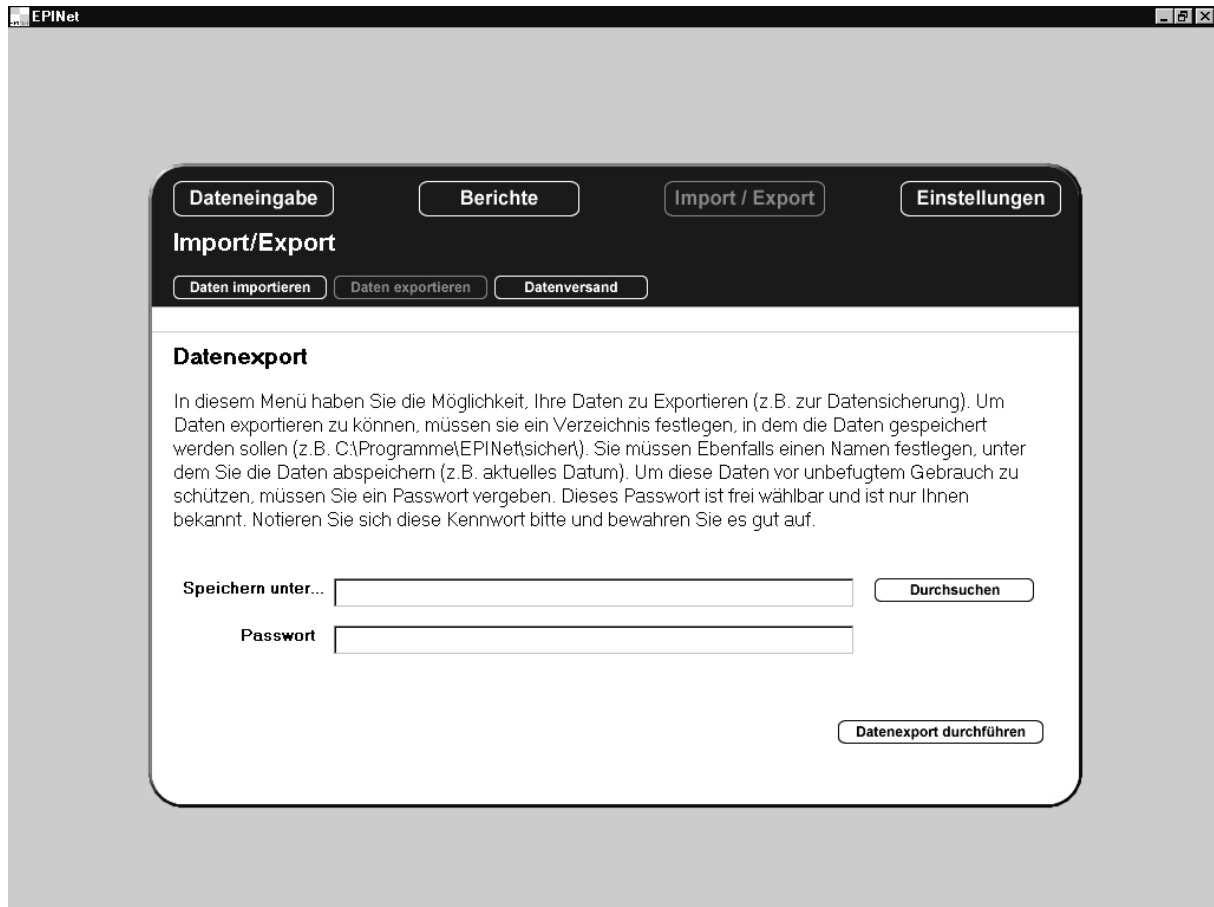 EPINet
Dateneingabe Berichte Import / Export Einstellungen
Import/Export
Daten importieren Daten exportieren Datenversand
Datenexport
In diesem Menü haben Sie die Möglichkeit, Ihre Daten zu Exportieren (z.B. zur Datensicherung). Um
Daten exportieren zu können, müssen sie ein Verzeichnis festlegen, in dem die Daten gespeichert
werden sollen (z.B. C:\Programme\EPINet\sicher\). Sie müssen Ebenfalls einen Namen festlegen, unter
dem Sie die Daten abspeichern (z.B. aktuelles Datum). Um diese Daten vor unbefugtem Gebrauch zu
schützen, müssen Sie ein Passwort vergeben. Dieses Passwort ist frei wählbar und ist nur Ihnen
bekannt. Notieren Sie sich diese Kennwort bitte und bewahren Sie es gut auf.
Speichern unter... Durchsuchen
Passwort
Datenexport durchführen